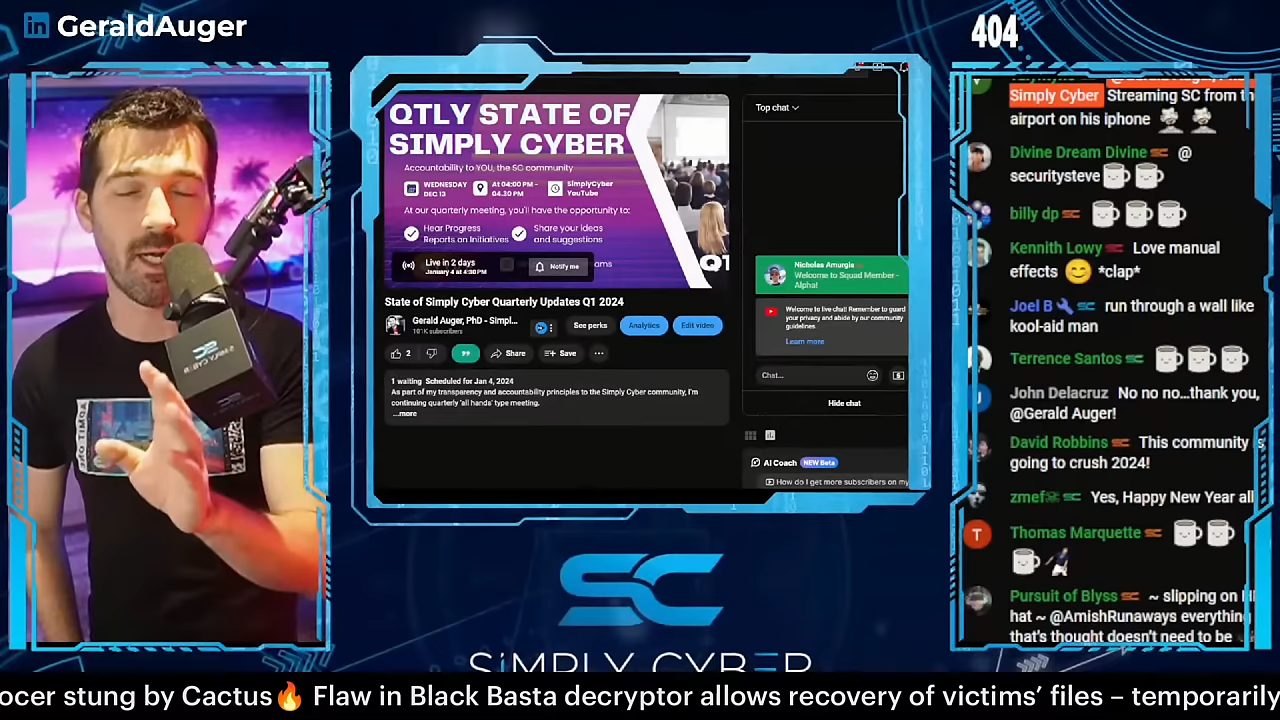 in GeraldAuger
404
QTLY STATE OF
SIMPLY CYBER
Accountability to YOU, the SC community
WEDNESDAY
DEC 13
At 04:00 PM -
04.30 PM
SimplyCyber
YouTube
At our quarterly meeting, you'll have the opportunity to:
Hear Progress
Reports on Initiatives
Share your ideas
and suggestions
Live in 2 days
January 4 at 4:30 PM
Notify me
ams
Q1
State of Simply Cyber Quarterly Updates Q1 2024
Gerald Auger, PhD - Simpl...
101K subscribers
See perks
Analytics
Edit video
2
Share
Save
1 waiting Scheduled for Jan 4, 2024
As part of my transparency and accountability principles to the Simply Cyber community, I'm
continuing quarterly 'all hands' type meeting.
...more
Top chat
Nicholas Amurgis
Welcome to Squad Member -
Alpha!
Welcome to live chat! Remember to guard
your privacy and abide by our community
guidelines.
Learn more
Chat...
Hide chat
AI Coach NEW Beta
How do I get more subscribers on my
SC
SIMPLY CYBER
Simply Cyber Streaming SC from th
airport on his iphone
Divine Dream Divine @
securitysteve
billy dp
Kennith Lowy Love manual
effects *clap*
Joel B run through a wall like
kool-aid man
Terrence Santos
John Delacruz No no no...thank you,
@Gerald Auger!
David Robbins This community is
going to crush 2024!
zmef Yes, Happy New Year all
T Thomas Marquette
Pursuit of Blyss ~ slipping on
hat ~ @AmishRunaways everything
that's thought doesn't need to be
ocer stung by Cactus🔥 Flaw in Black Basta decryptor allows recovery of victims' files – temporarily